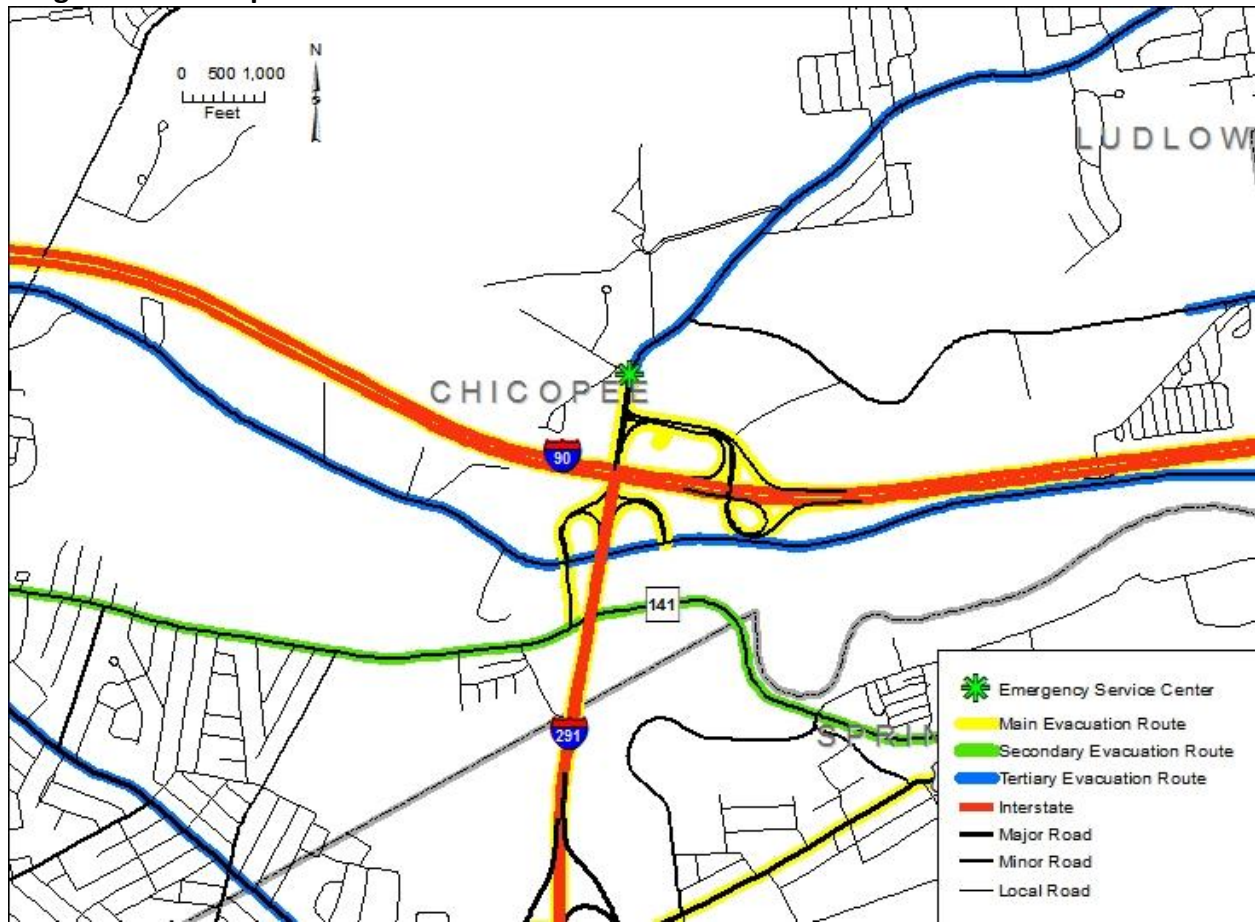 N
0 500 1,000
Feet
LUDLOW
CHICOPEE
90
141
291
SPRIN
Emergency Service Center
Main Evacuation Route
Secondary Evacuation Route
Tertiary Evacuation Route
Interstate
Major Road
Minor Road
Local Road